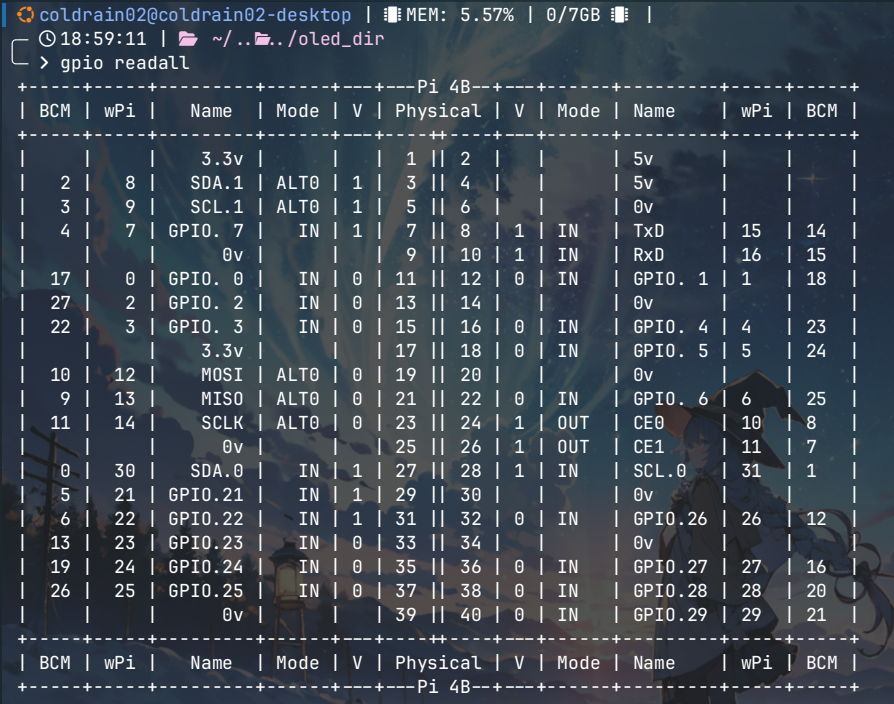 coldrain02@coldrain02-desktop | MEM: 5.57% | 0/7GB |
18:59:11 | ~/../../oled_dir
> gpio readall
+-----+-----+---------+------+---+---Pi 4B--+---+------+---------+-----+-----+
| BCM | wPi |   Name  | Mode | V | Physical | V | Mode | Name    | wPi | BCM |
+-----+-----+---------+------+---+----++----+---+------+---------+-----+-----+
|     |     |    3.3v |      |   |  1 || 2  |   |      | 5v      |     |     |
|   2 |   8 |   SDA.1 | ALT0 | 1 |  3 || 4  |   |      | 5v      |     |     |
|   3 |   9 |   SCL.1 | ALT0 | 1 |  5 || 6  |   |      | 0v      |     |     |
|   4 |   7 | GPIO. 7 |   IN | 1 |  7 || 8  | 1 | IN   | TxD     | 15  | 14  |
|     |     |      0v |      |   |  9 || 10 | 1 | IN   | RxD     | 16  | 15  |
|  17 |   0 | GPIO. 0 |   IN | 0 | 11 || 12 | 0 | IN   | GPIO. 1 | 1   | 18  |
|  27 |   2 | GPIO. 2 |   IN | 0 | 13 || 14 |   |      | 0v      |     |     |
|  22 |   3 | GPIO. 3 |   IN | 0 | 15 || 16 | 0 | IN   | GPIO. 4 | 4   | 23  |
|     |     |    3.3v |      |   | 17 || 18 | 0 | IN   | GPIO. 5 | 5   | 24  |
|  10 |  12 |    MOSI | ALT0 | 0 | 19 || 20 |   |      | 0v      |     |     |
|   9 |  13 |    MISO | ALT0 | 0 | 21 || 22 | 0 | IN   | GPIO. 6 | 6   | 25  |
|  11 |  14 |    SCLK | ALT0 | 0 | 23 || 24 | 1 | OUT  | CE0     | 10  | 8   |
|     |     |      0v |      |   | 25 || 26 | 1 | OUT  | CE1     | 11  | 7   |
|   0 |  30 |   SDA.0 |   IN | 1 | 27 || 28 | 1 | IN   | SCL.0   | 31  | 1   |
|   5 |  21 | GPIO.21 |   IN | 1 | 29 || 30 |   |      | 0v      |     |     |
|   6 |  22 | GPIO.22 |   IN | 1 | 31 || 32 | 0 | IN   | GPIO.26 | 26  | 12  |
|  13 |  23 | GPIO.23 |   IN | 0 | 33 || 34 |   |      | 0v      |     |     |
|  19 |  24 | GPIO.24 |   IN | 0 | 35 || 36 | 0 | IN   | GPIO.27 | 27  | 16  |
|  26 |  25 | GPIO.25 |   IN | 0 | 37 || 38 | 0 | IN   | GPIO.28 | 28  | 20  |
|     |     |      0v |      |   | 39 || 40 | 0 | IN   | GPIO.29 | 29  | 21  |
+-----+-----+---------+------+---+----++----+---+------+---------+-----+-----+
| BCM | wPi |   Name  | Mode | V | Physical | V | Mode | Name    | wPi | BCM |
+-----+-----+---------+------+---+---Pi 4B--+---+------+---------+-----+-----+